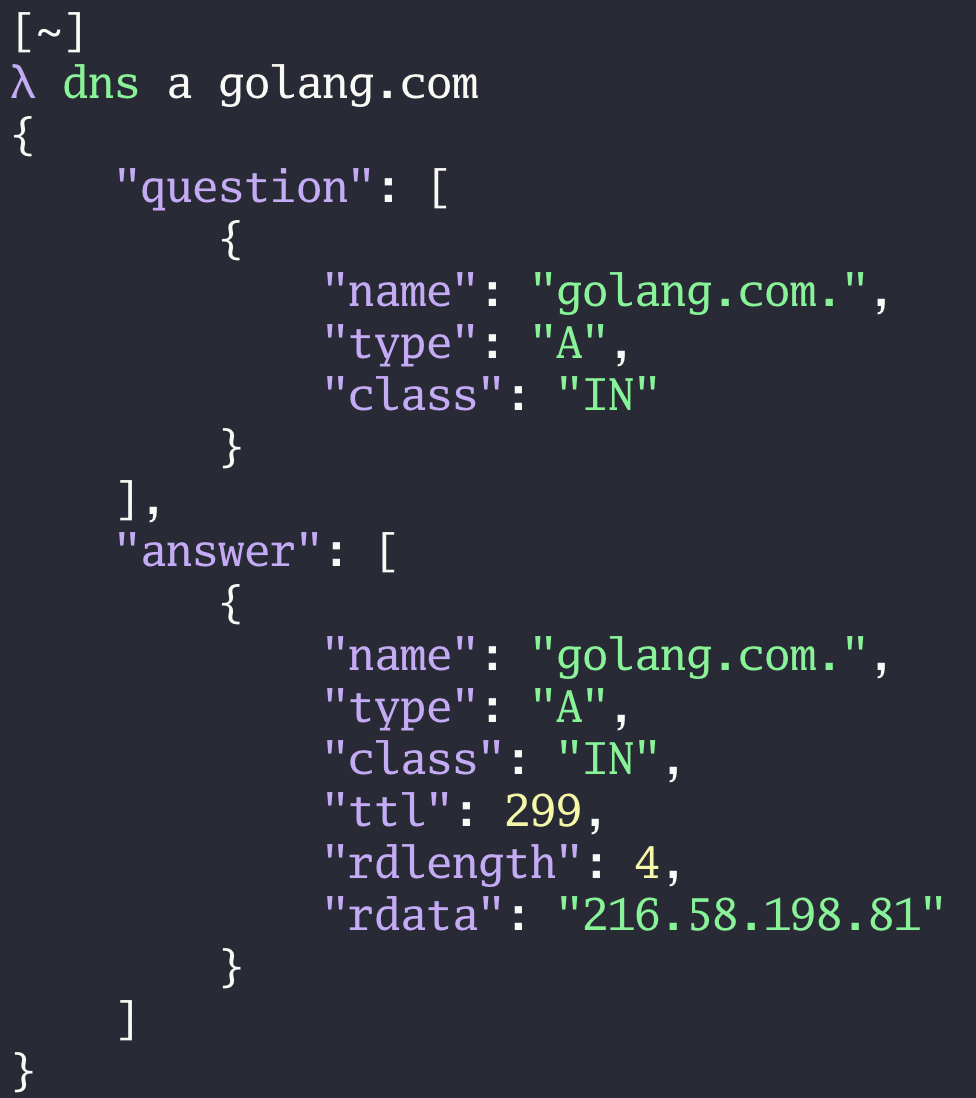 [~]
λ dns a golang.com
{
    "question": [
        {
            "name": "golang.com.",
            "type": "A",
            "class": "IN"
        }
    ],
    "answer": [
        {
            "name": "golang.com.",
            "type": "A",
            "class": "IN",
            "ttl": 299,
            "rdlength": 4,
            "rdata": "216.58.198.81"
        }
    ]
}